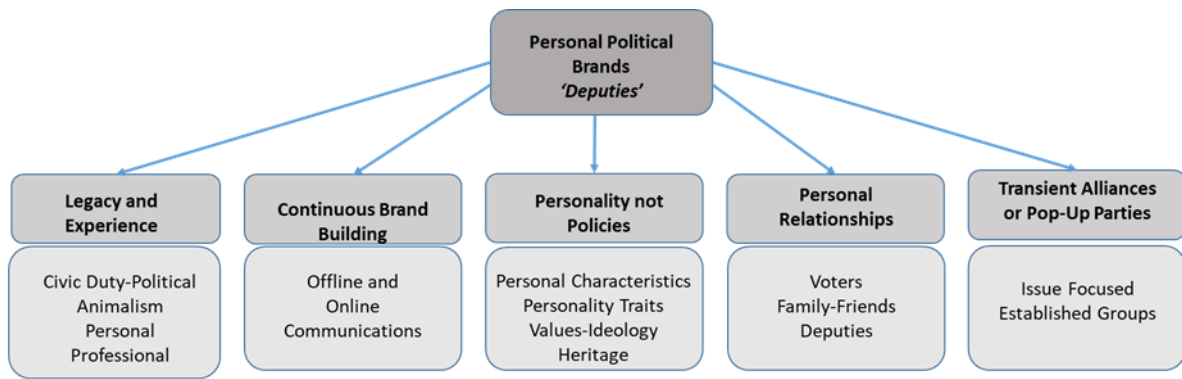 Personal Political
Brands
‘Deputies’
Legacy and
Experience
Civic Duty-Political
Animalism
Personal
Professional
Continuous Brand
Building
Offline and
Online
Communications
Personality not
Policies
Personal Characteristics
Personality Traits
Values-Ideology
Heritage
Personal
Relationships
Voters
Family-Friends
Deputies
Transient Alliances
or Pop-Up Parties
Issue Focused
Established Groups